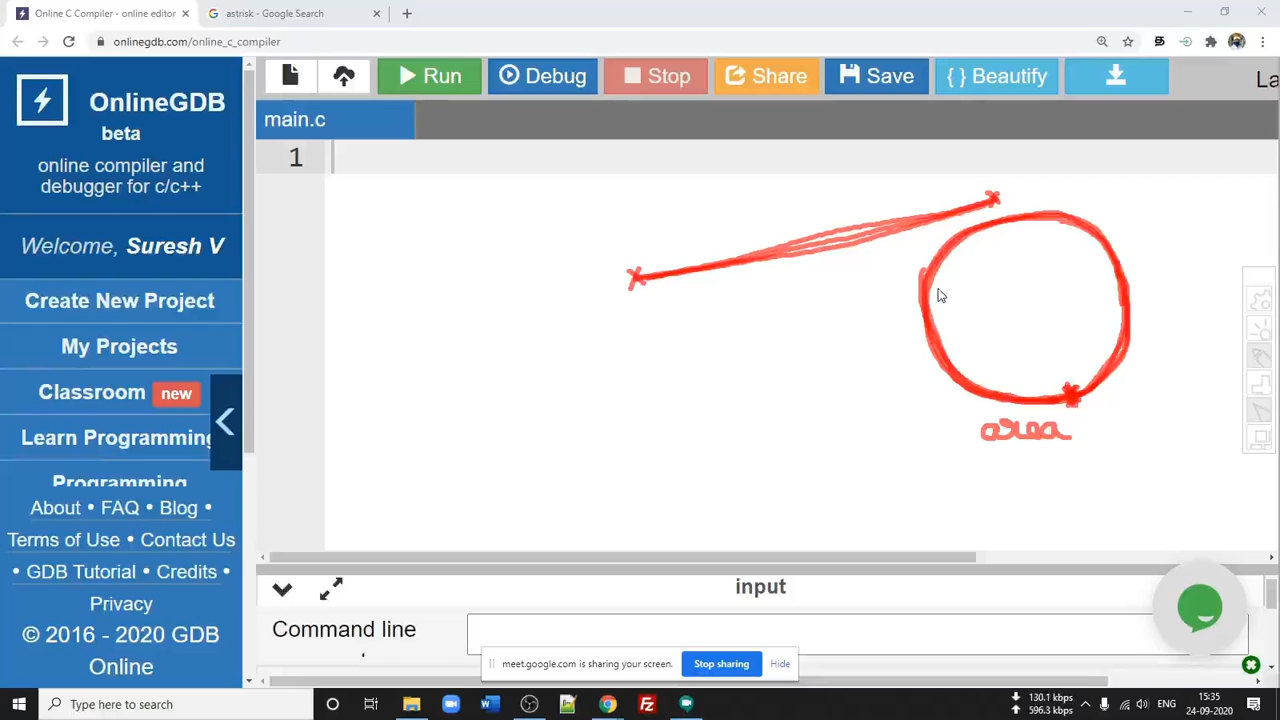 Online C Compiler - online editor
astrisk - Google Search
onlinegdb.com/online_c_compiler
OnlineGDB
beta
online compiler and
debugger for c/c++
Welcome, Suresh V
Create New Project
My Projects
Classroom new
Learn Programming
Programming
About • FAQ • Blog •
Terms of Use • Contact Us
• GDB Tutorial • Credits •
Privacy
© 2016 - 2020 GDB
Online
Run
Debug
Stop
Share
Save
{ } Beautify
La
main.c
1
area
input
Command line
meet.google.com is sharing your screen.
Stop sharing
Hide
Type here to search
130.1 kbps
596.3 kbps
ENG
15:35
24-09-2020